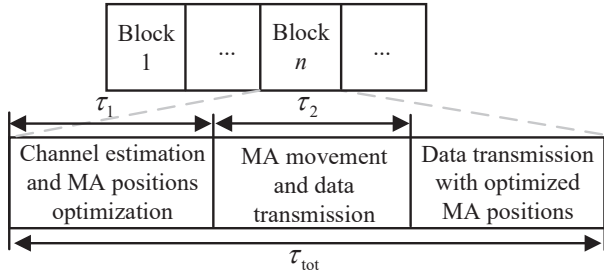 Block
1
...
Block
n
...
τ1
τ2
Channel estimation
and MA positions
optimization
MA movement
and data
transmission
Data transmission
with optimized
MA positions
τtot